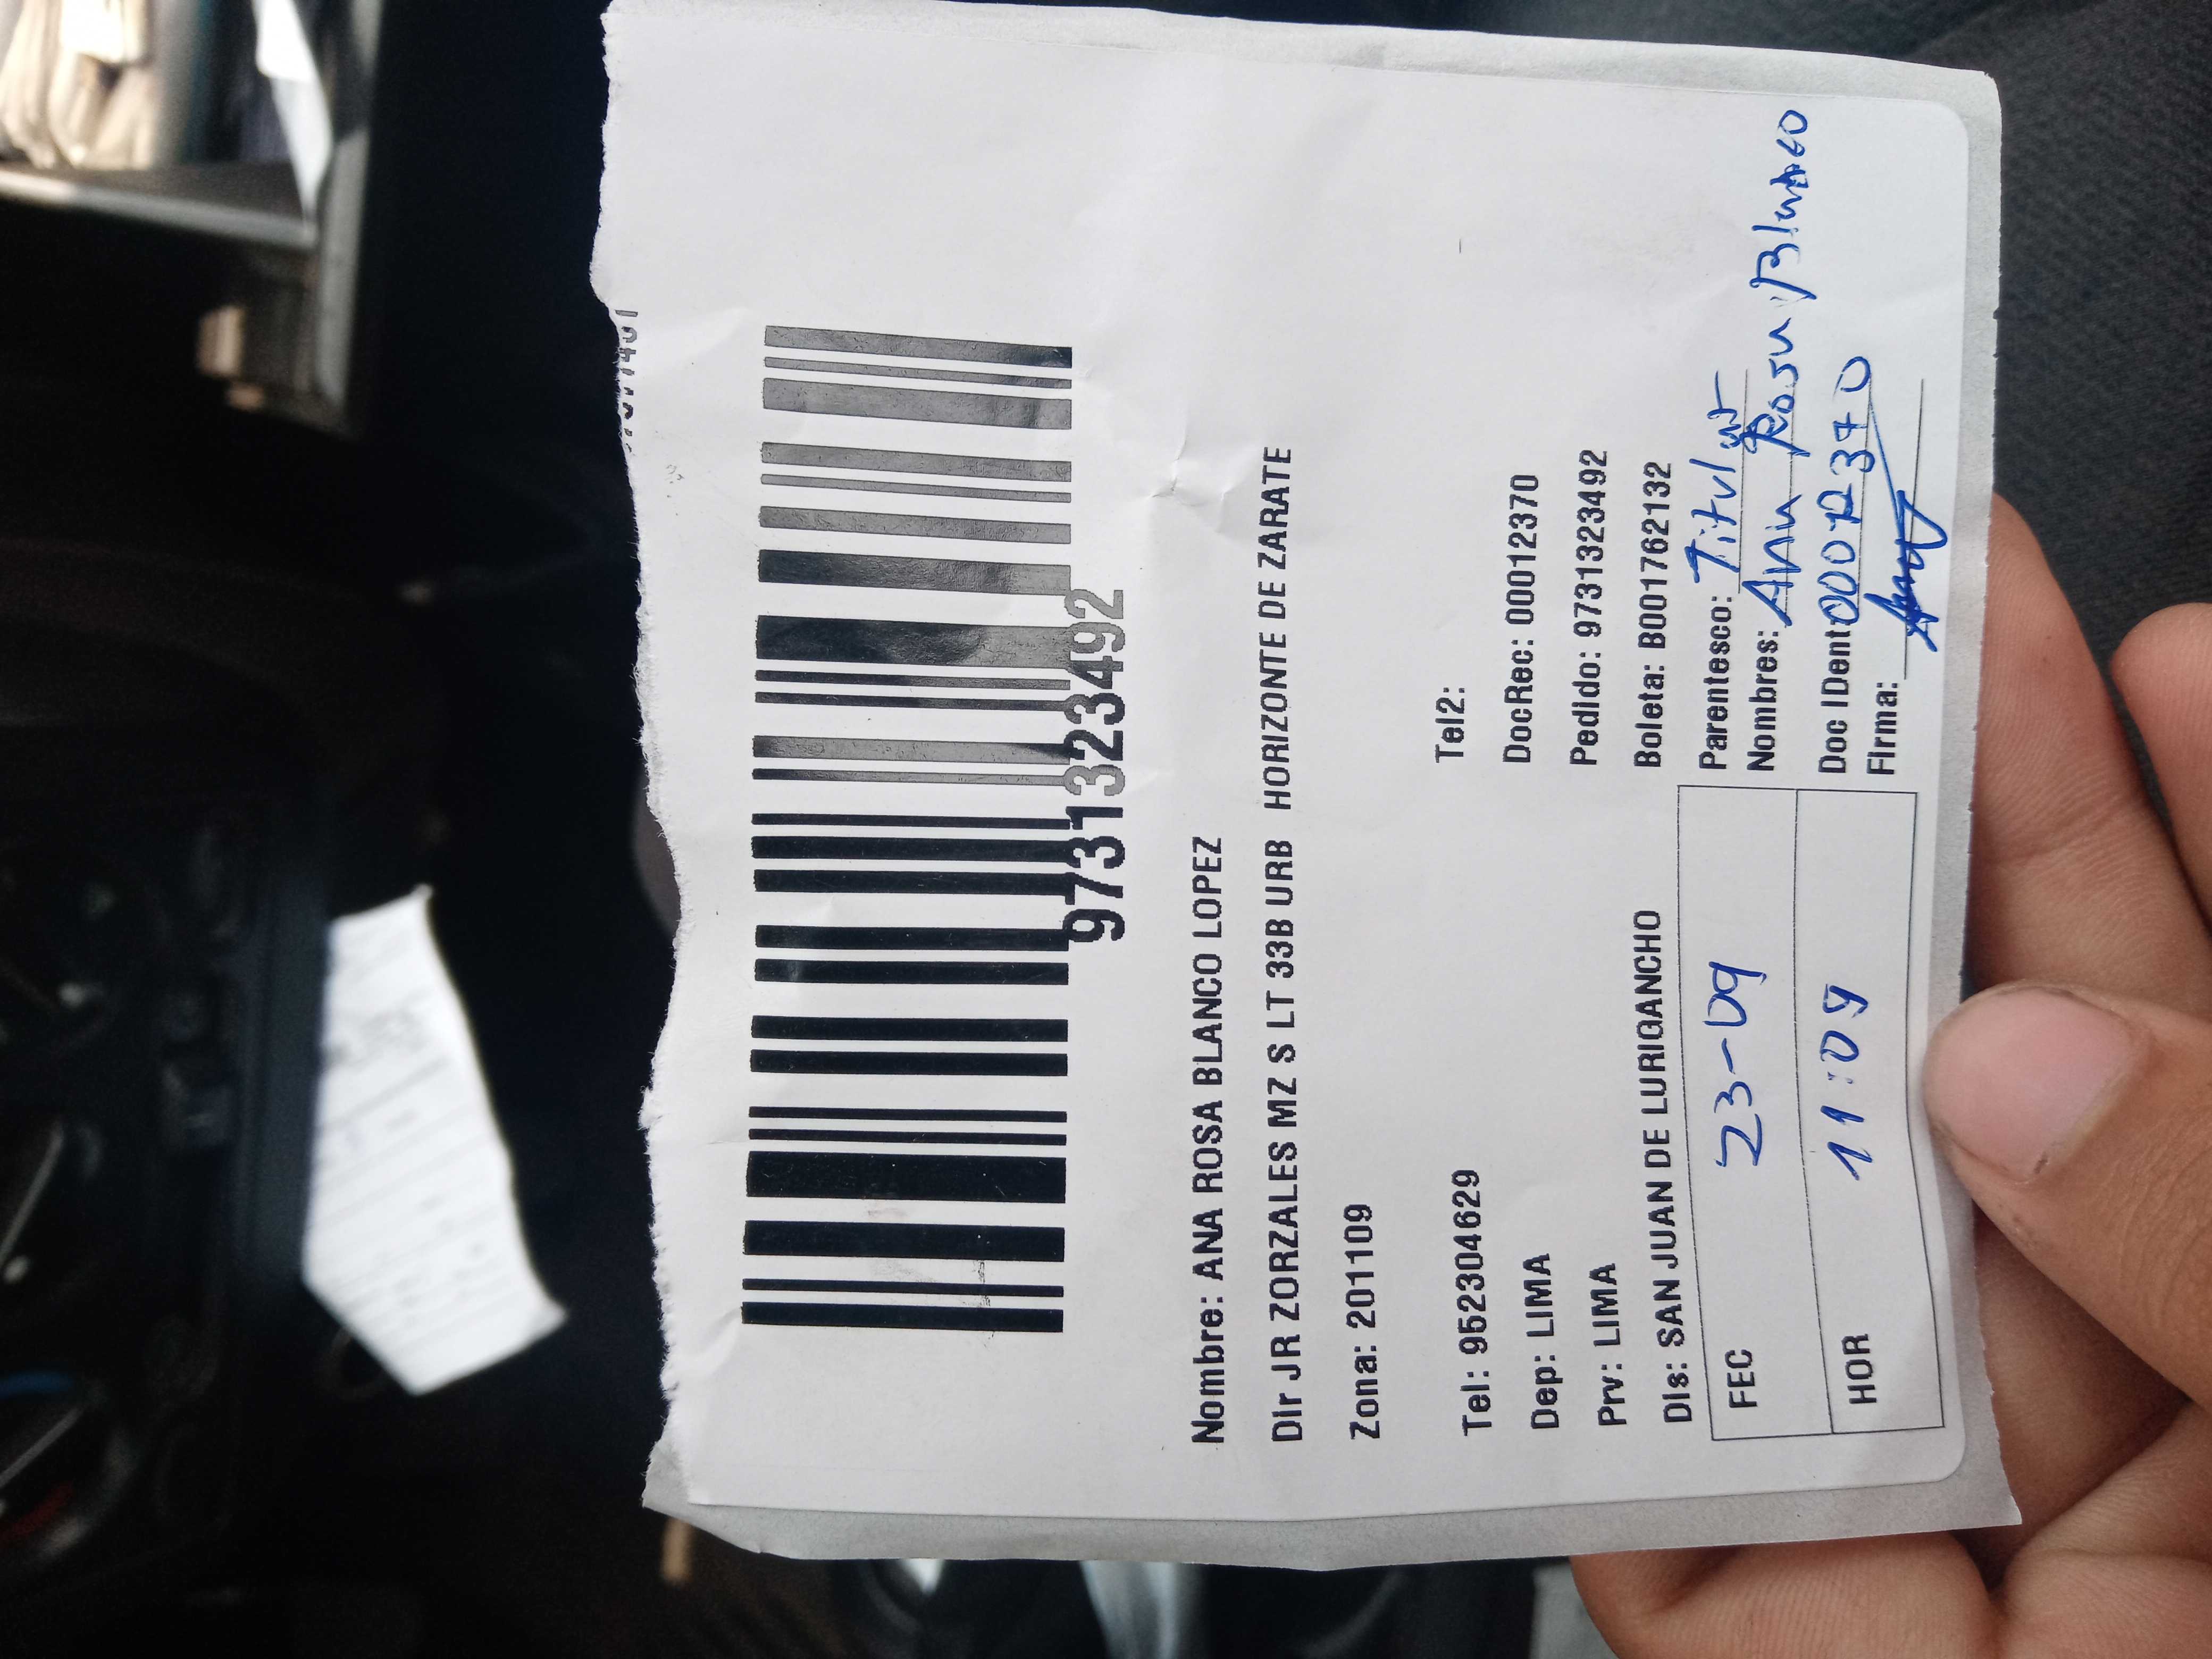 9731323492
Nombre: ANA ROSA BLANCO LOPEZ
Dir JR ZORZALES MZ S LT 33B URB HORIZONTE DE ZARATE
Zona: 201109
Tel: 952304629 Tel2:
Dep: LIMA DocRec: 00012370
Prv: LIMA Pedido: 9731323492
Dis: SAN JUAN DE LURIGANCHO Boleta: B001762132
FEC 23-09
HOR 11:09
Parentesco: Titular
Nombres: Ana Rosa Blanco
Doc IDent 00012370
Firma: